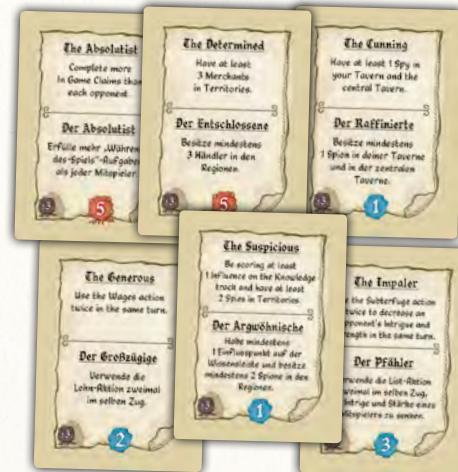 The Absolutist
Complete more
In Game Claims than
each opponent.
Der Absolutist
Erfülle mehr „Während
des-Spiels"-Aufgaben
als jeder Mitspieler.
5
The Determined
Have at least
3 Merchants
in Territories.
Der Entschlossene
Besitze mindestens
3 Händler in den
Regionen.
5
The Cunning
Have at least 1 Spy in
your Tavern and the
central Tavern.
Der Raffinierte
Besitze mindestens
1 Spion in deiner Taverne
und in der zentralen
Taverne.
1
The Generous
Use the Wages action
twice in the same turn.
Der Großzügige
Verwende die
Lohn-Aktion zweimal
im selben Zug.
2
The Suspicious
Be scoring at least
1 Influence on the Knowledge
track and have at least
2 Spies in Territories.
Der Argwöhnische
Halte mindestens
1 Einflusspunkt auf der
Wissensleiste und besitze
mindestens 2 Spione in den
Regionen.
1
The Impaler
the Subterfuge action
twice to decrease an
opponent's Intrigue and
Strength in the same turn.
Der Pfähler
Verwende die List-Aktion
zweimal im selben Zug,
Intrige und Stärke eines
Mitspielers zu senken.
3